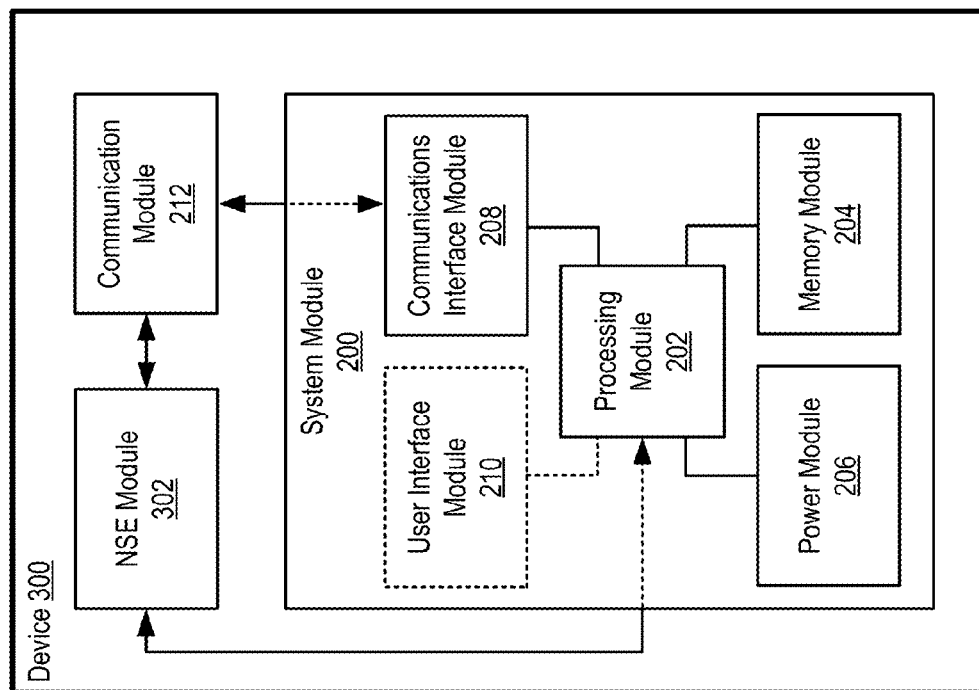 Device 300
NSE Module
302
Communication
Module
212
System Module
200
User Interface
Module
210
Communications
Interface Module
208
Processing
Module
202
Power Module
206
Memory Module
204